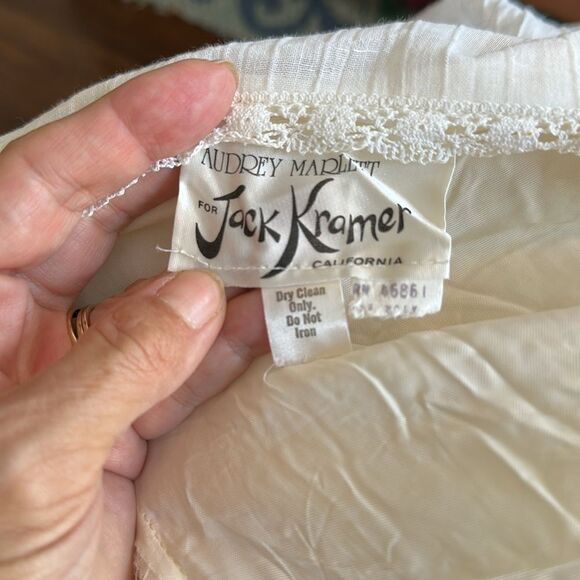 AUDREY MARLETT
FOR Jack Kramer
CALIFORNIA
Dry Clean
Only.
Do Not
Iron
RN 46861